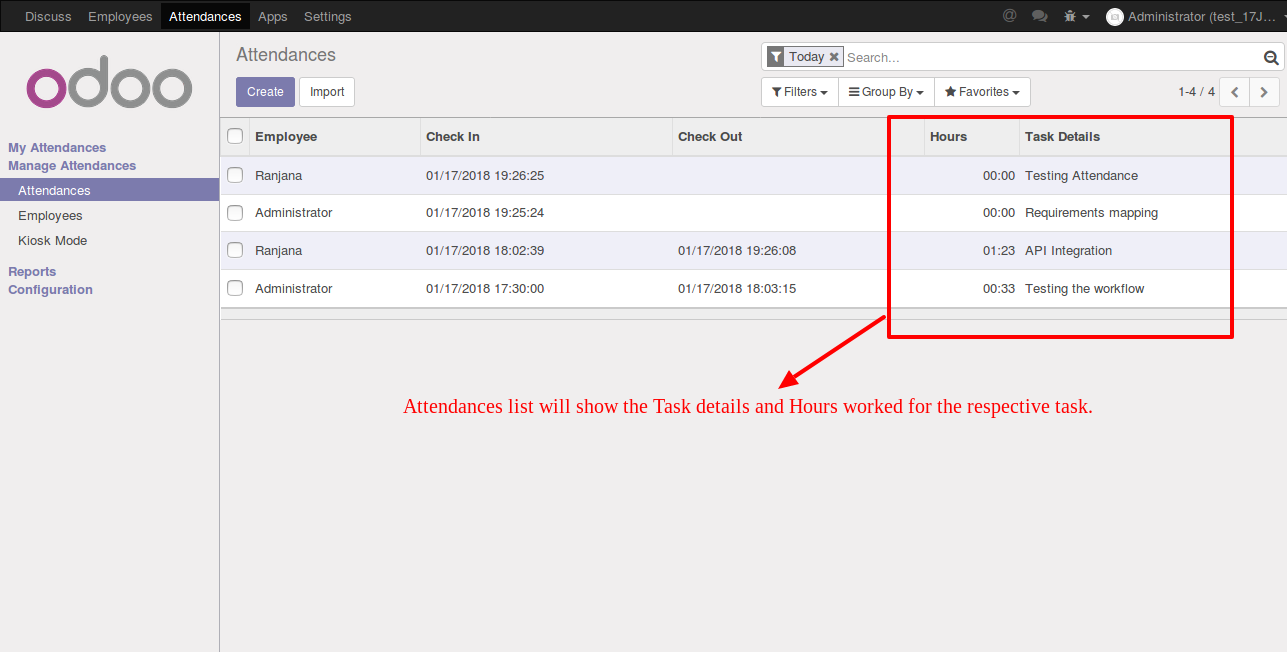 Discuss Employees Attendances Apps Settings @ Administrator (test_17J...
odoo
My Attendances
Manage Attendances
Attendances
Employees
Kiosk Mode
Reports
Configuration
Attendances
Today Search...
Create Import
Filters Group By Favorites 1-4 / 4
Employee Check In Check Out Hours Task Details
Ranjana 01/17/2018 19:26:25 00:00 Testing Attendance
Administrator 01/17/2018 19:25:24 00:00 Requirements mapping
Ranjana 01/17/2018 18:02:39 01/17/2018 19:26:08 01:23 API Integration
Administrator 01/17/2018 17:30:00 01/17/2018 18:03:15 00:33 Testing the workflow
Attendances list will show the Task details and Hours worked for the respective task.